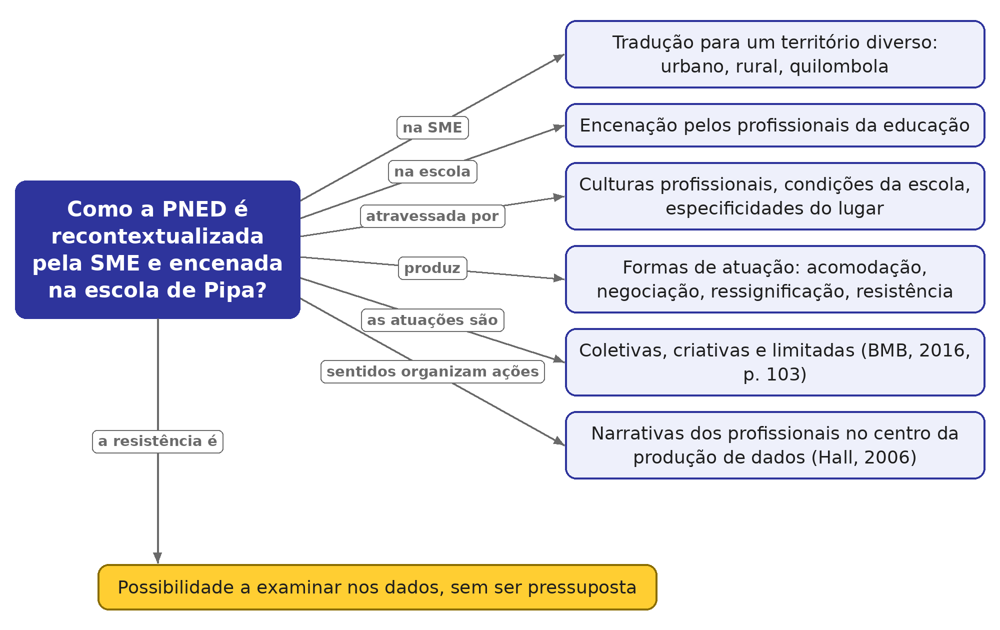 Como a PNED é
recontextualizada
pela SME e encenada
na escola de Pipa?
na SME
Tradução para um território diverso:
urbano, rural, quilombola
na escola
Encenação pelos profissionais da educação
atravessada por
Culturas profissionais, condições da escola,
especificidades do lugar
produz
Formas de atuação: acomodação,
negociação, ressignificação, resistência
as atuações são
Coletivas, criativas e limitadas (BMB, 2016,
p. 103)
sentidos organizam ações
Narrativas dos profissionais no centro da
produção de dados (Hall, 2006)
a resistência é
Possibilidade a examinar nos dados, sem ser pressuposta